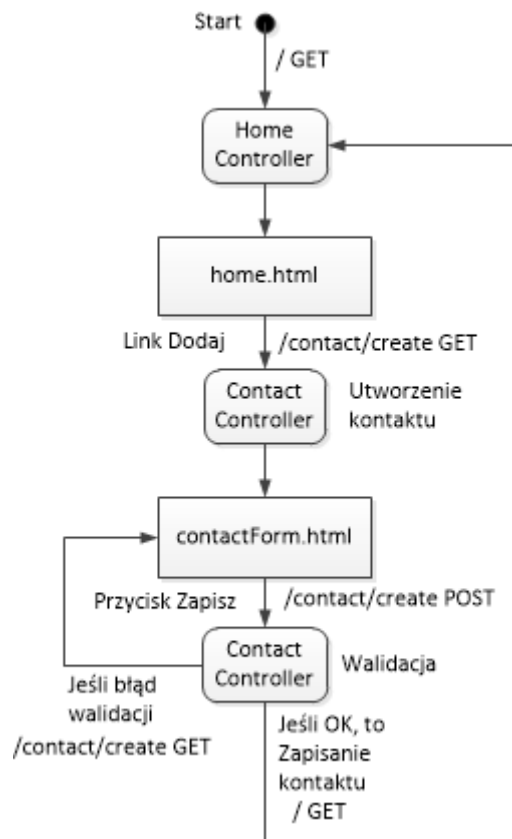 Start
/ GET
Home
Controller
home.html
Link Dodaj
/contact/create GET
Contact
Controller
Utworzenie
kontaktu
contactForm.html
Przycisk Zapisz
/contact/create POST
Contact
Controller
Walidacja
Jeśli błąd
walidacji
/contact/create GET
Jeśli OK, to
Zapisanie
kontaktu
/ GET